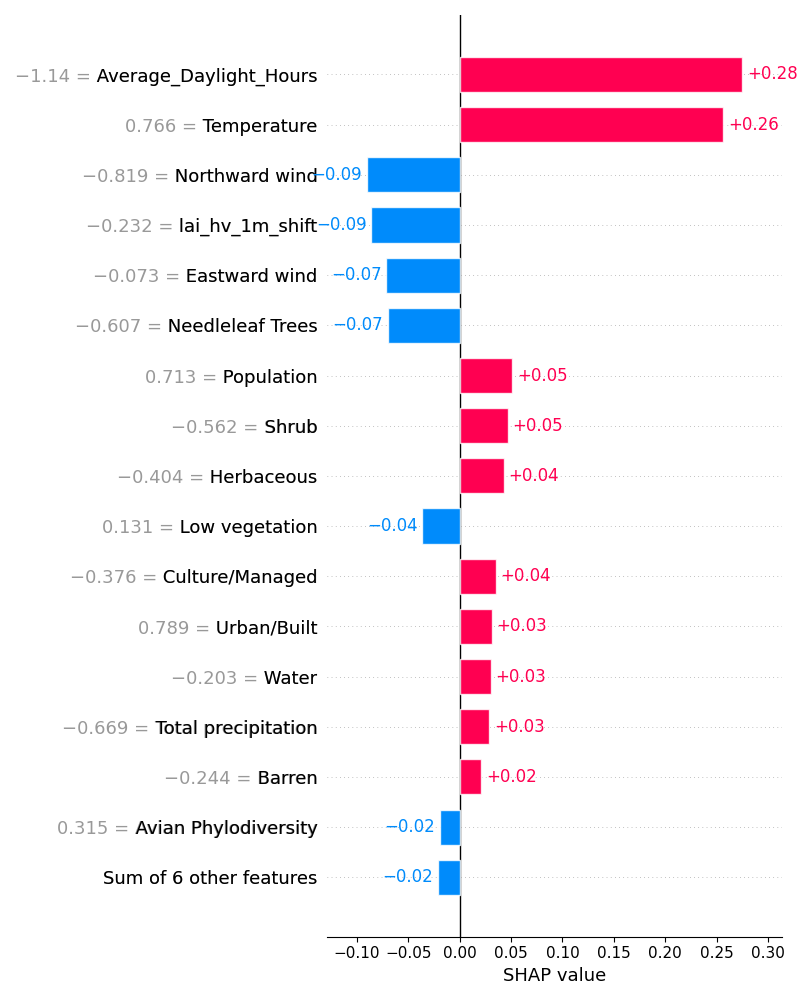 −1.14 = Average_Daylight_Hours +0.28
0.766 = Temperature +0.26
−0.819 = Northward wind −0.09
−0.232 = lai_hv_1m_shift −0.09
−0.073 = Eastward wind −0.07
−0.607 = Needleleaf Trees −0.07
0.713 = Population +0.05
−0.562 = Shrub +0.05
−0.404 = Herbaceous +0.04
0.131 = Low vegetation −0.04
−0.376 = Culture/Managed +0.04
0.789 = Urban/Built +0.03
−0.203 = Water +0.03
−0.669 = Total precipitation +0.03
−0.244 = Barren +0.02
0.315 = Avian Phylodiversity −0.02
Sum of 6 other features −0.02
−0.10 −0.05 0.00 0.05 0.10 0.15 0.20 0.25 0.30
SHAP value